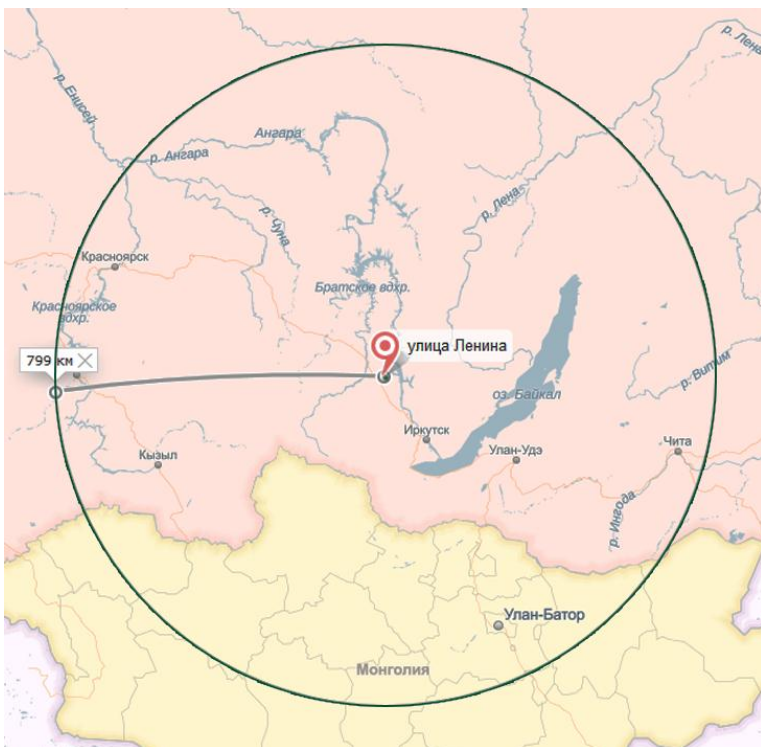 р. Лена
р. Енисей
Ангара
р. Ангара
р. Лена
р. Чуна
Красноярск
Братское вдхр.
Красноярское
вдхр.
улица Ленина
799 км
р. Витим
оз. Байкал
Иркутск
Чита
Кызыл
Улан-Удэ
р. Ингода
Улан-Батор
Монголия